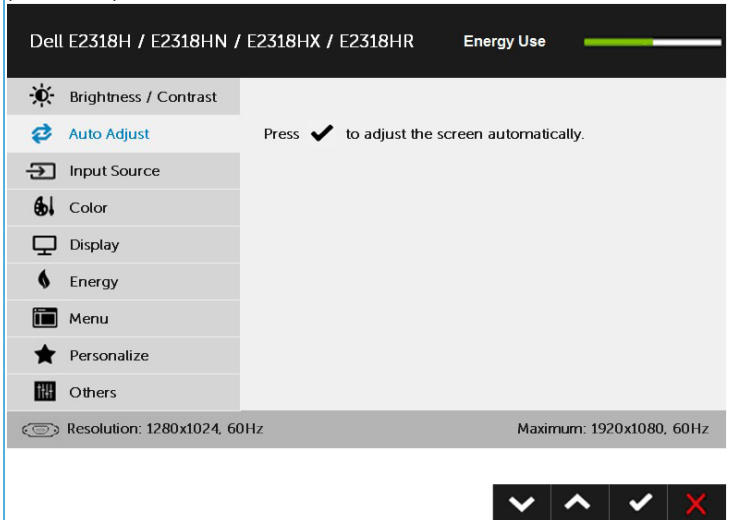 Dell E2318H / E2318HN / E2318HX / E2318HR Energy Use
Brightness / Contrast
Auto Adjust
Press to adjust the screen automatically.
Input Source
Color
Display
Energy
Menu
Personalize
Others
Resolution: 1280x1024, 60Hz Maximum: 1920x1080, 60Hz